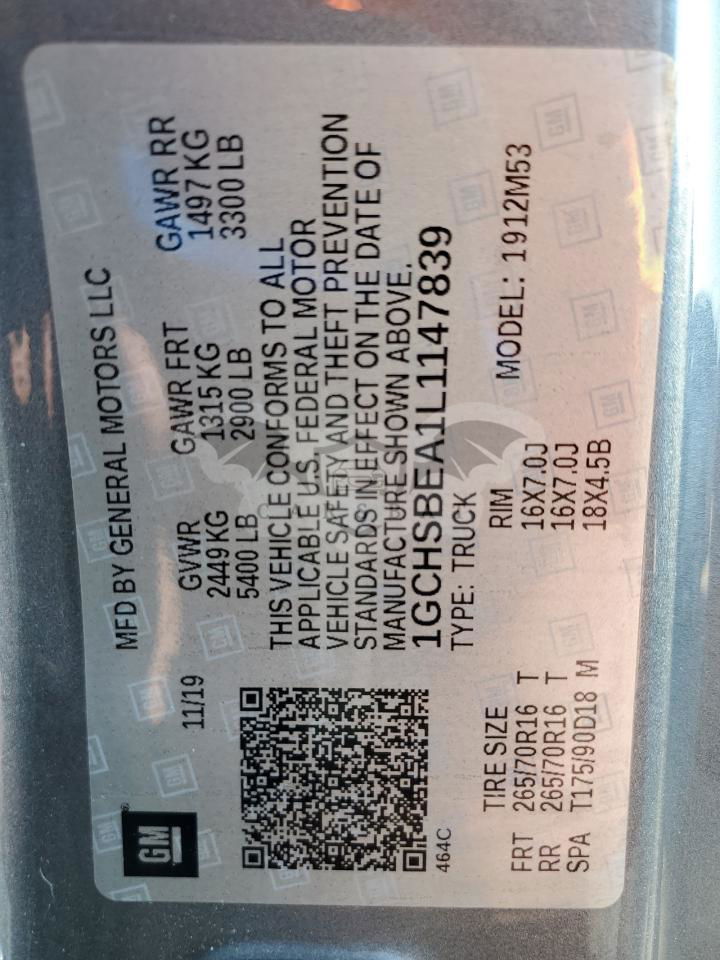 GM
MFD BY GENERAL MOTORS LLC
11/19
GVWR GAWR FRT GAWR RR
2449 KG 1315 KG 1497 KG
5400 LB 2900 LB 3300 LB
THIS VEHICLE CONFORMS TO ALL
APPLICABLE U.S. FEDERAL MOTOR
VEHICLE SAFETY AND THEFT PREVENTION
STANDARDS IN EFFECT ON THE DATE OF
MANUFACTURE SHOWN ABOVE.
1GCHSBEA1L1147839
464C
TYPE: TRUCK
TIRE SIZE RIM MODEL: 1912M53
FRT 265/70R16 T 16X7.0J
RR 265/70R16 T 16X7.0J
SPA T175/90D18 M 18X4.5B